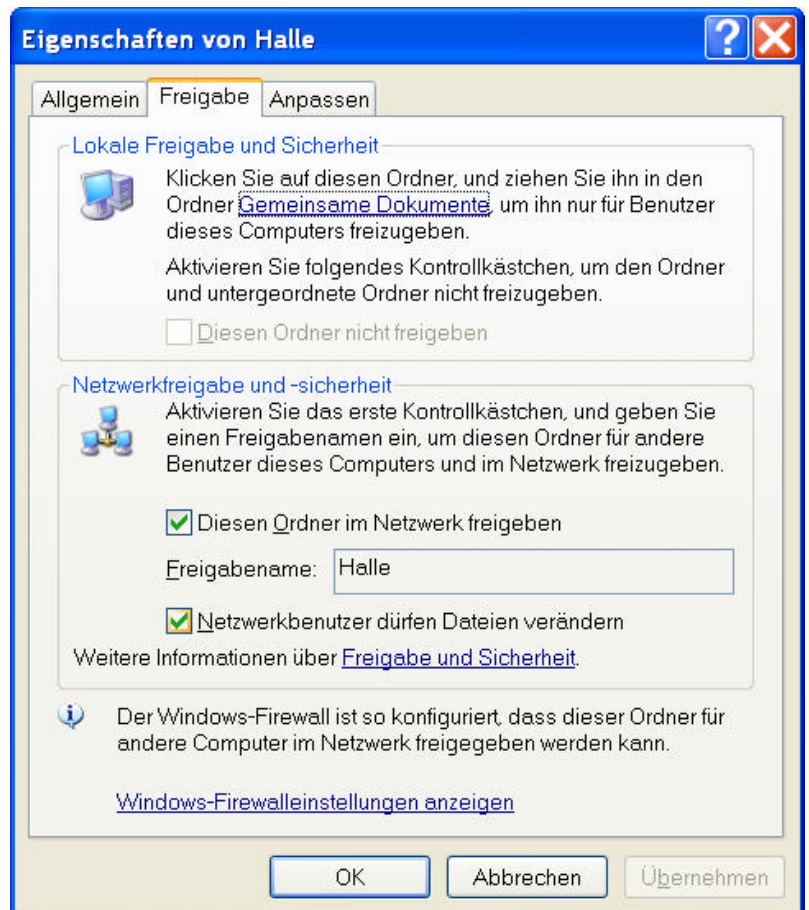 Eigenschaften von Halle
Allgemein Freigabe Anpassen
Lokale Freigabe und Sicherheit
Klicken Sie auf diesen Ordner, und ziehen Sie ihn in den
Ordner Gemeinsame Dokumente, um ihn nur für Benutzer
dieses Computers freizugeben.
Aktivieren Sie folgendes Kontrollkästchen, um den Ordner
und untergeordnete Ordner nicht freizugeben.
Diesen Ordner nicht freigeben
Netzwerkfreigabe und -sicherheit
Aktivieren Sie das erste Kontrollkästchen, und geben Sie
einen Freigabenamen ein, um diesen Ordner für andere
Benutzer dieses Computers und im Netzwerk freizugeben.
Diesen Ordner im Netzwerk freigeben
Freigabename: Halle
Netzwerkbenutzer dürfen Dateien verändern
Weitere Informationen über Freigabe und Sicherheit.
Der Windows-Firewall ist so konfiguriert, dass dieser Ordner für
andere Computer im Netzwerk freigegeben werden kann.
Windows-Firewalleinstellungen anzeigen
OK Abbrechen Übernehmen